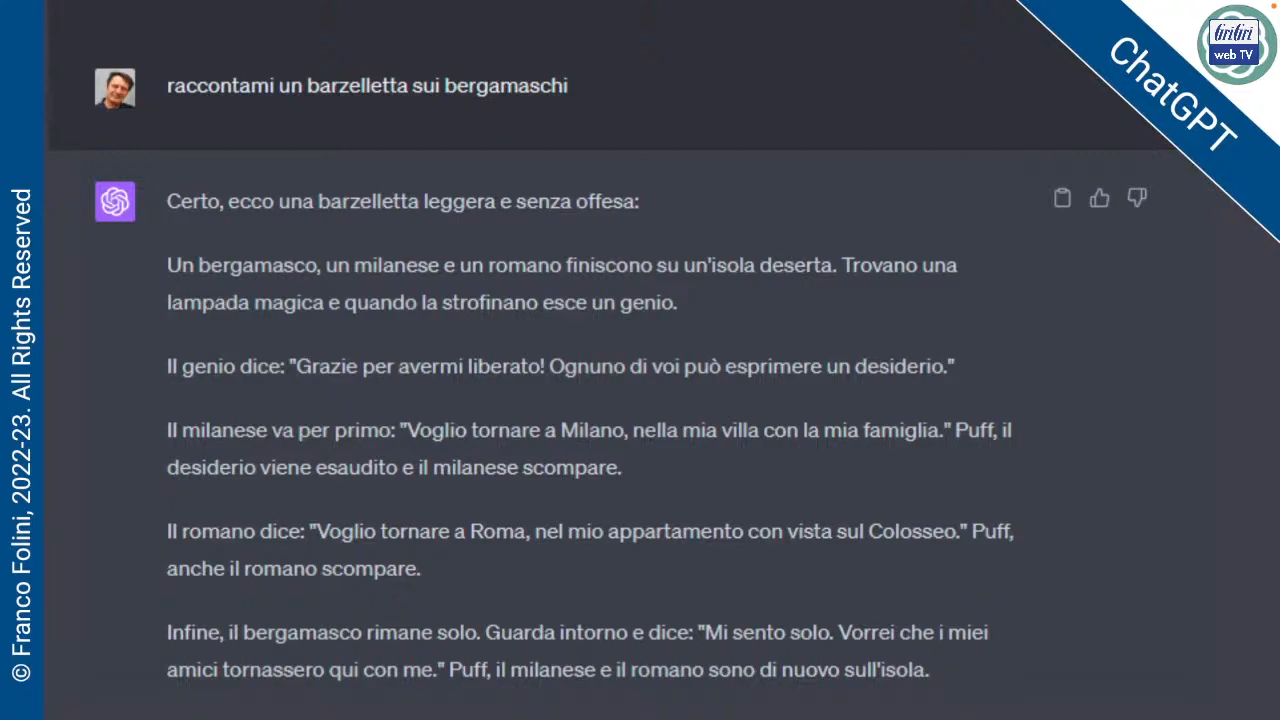 raccontami un barzelletta sui bergamaschi
Certo, ecco una barzelletta leggera e senza offesa:
Un bergamasco, un milanese e un romano finiscono su un'isola deserta. Trovano una
lampada magica e quando la strofinano esce un genio.
Il genio dice: "Grazie per avermi liberato! Ognuno di voi può esprimere un desiderio."
Il milanese va per primo: "Voglio tornare a Milano, nella mia villa con la mia famiglia." Puff, il
desiderio viene esaudito e il milanese scompare.
Il romano dice: "Voglio tornare a Roma, nel mio appartamento con vista sul Colosseo." Puff,
anche il romano scompare.
Infine, il bergamasco rimane solo. Guarda intorno e dice: "Mi sento solo. Vorrei che i miei
amici tornassero qui con me." Puff, il milanese e il romano sono di nuovo sull'isola.
ChatGPT
GriGri
web TV
© Franco Folini, 2022-23. All Rights Reserved